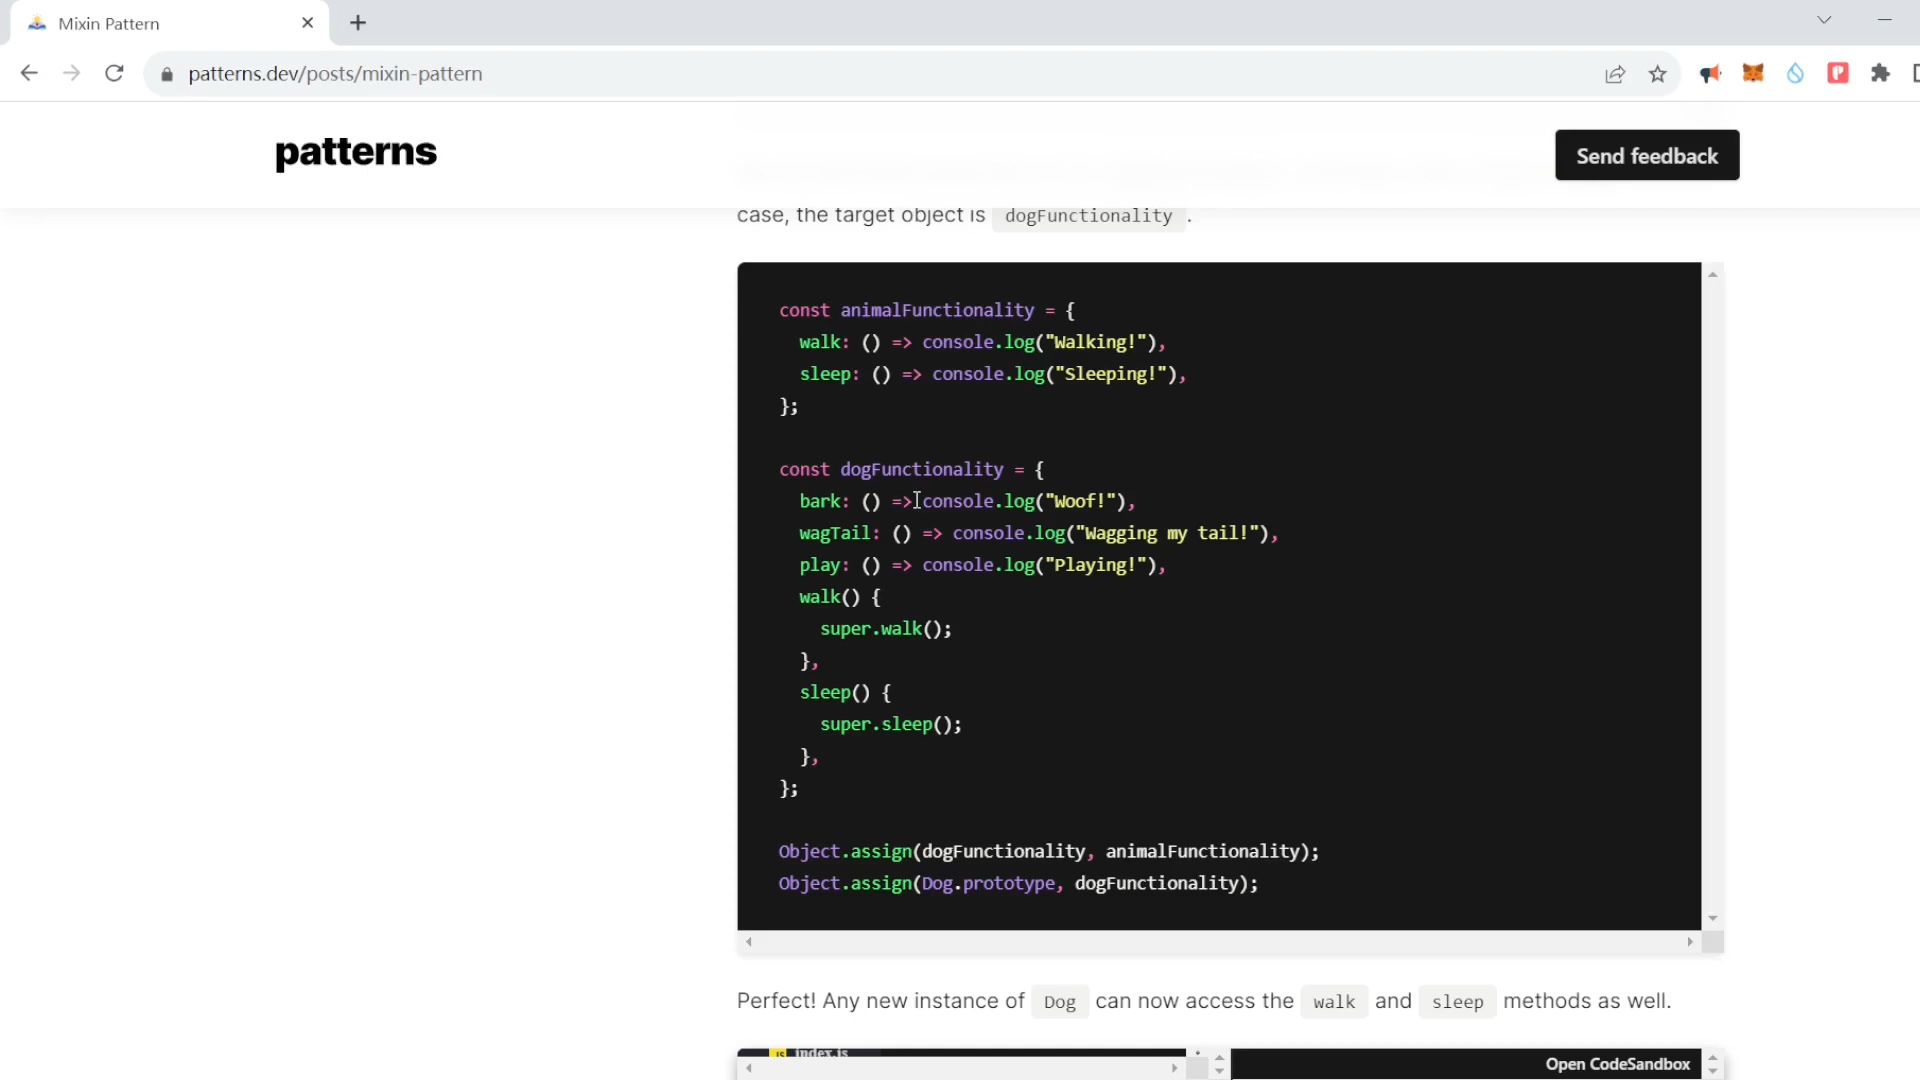 Mixin Pattern
patterns.dev/posts/mixin-pattern
patterns
Send feedback
case, the target object is dogFunctionality .
const animalFunctionality = {
  walk: () => console.log("Walking!"),
  sleep: () => console.log("Sleeping!"),
};
const dogFunctionality = {
  bark: () => console.log("Woof!"),
  wagTail: () => console.log("Wagging my tail!"),
  play: () => console.log("Playing!"),
  walk() {
    super.walk();
  },
  sleep() {
    super.sleep();
  },
};
Object.assign(dogFunctionality, animalFunctionality);
Object.assign(Dog.prototype, dogFunctionality);
Perfect! Any new instance of Dog can now access the walk and sleep methods as well.
JS index.js
Open CodeSandbox